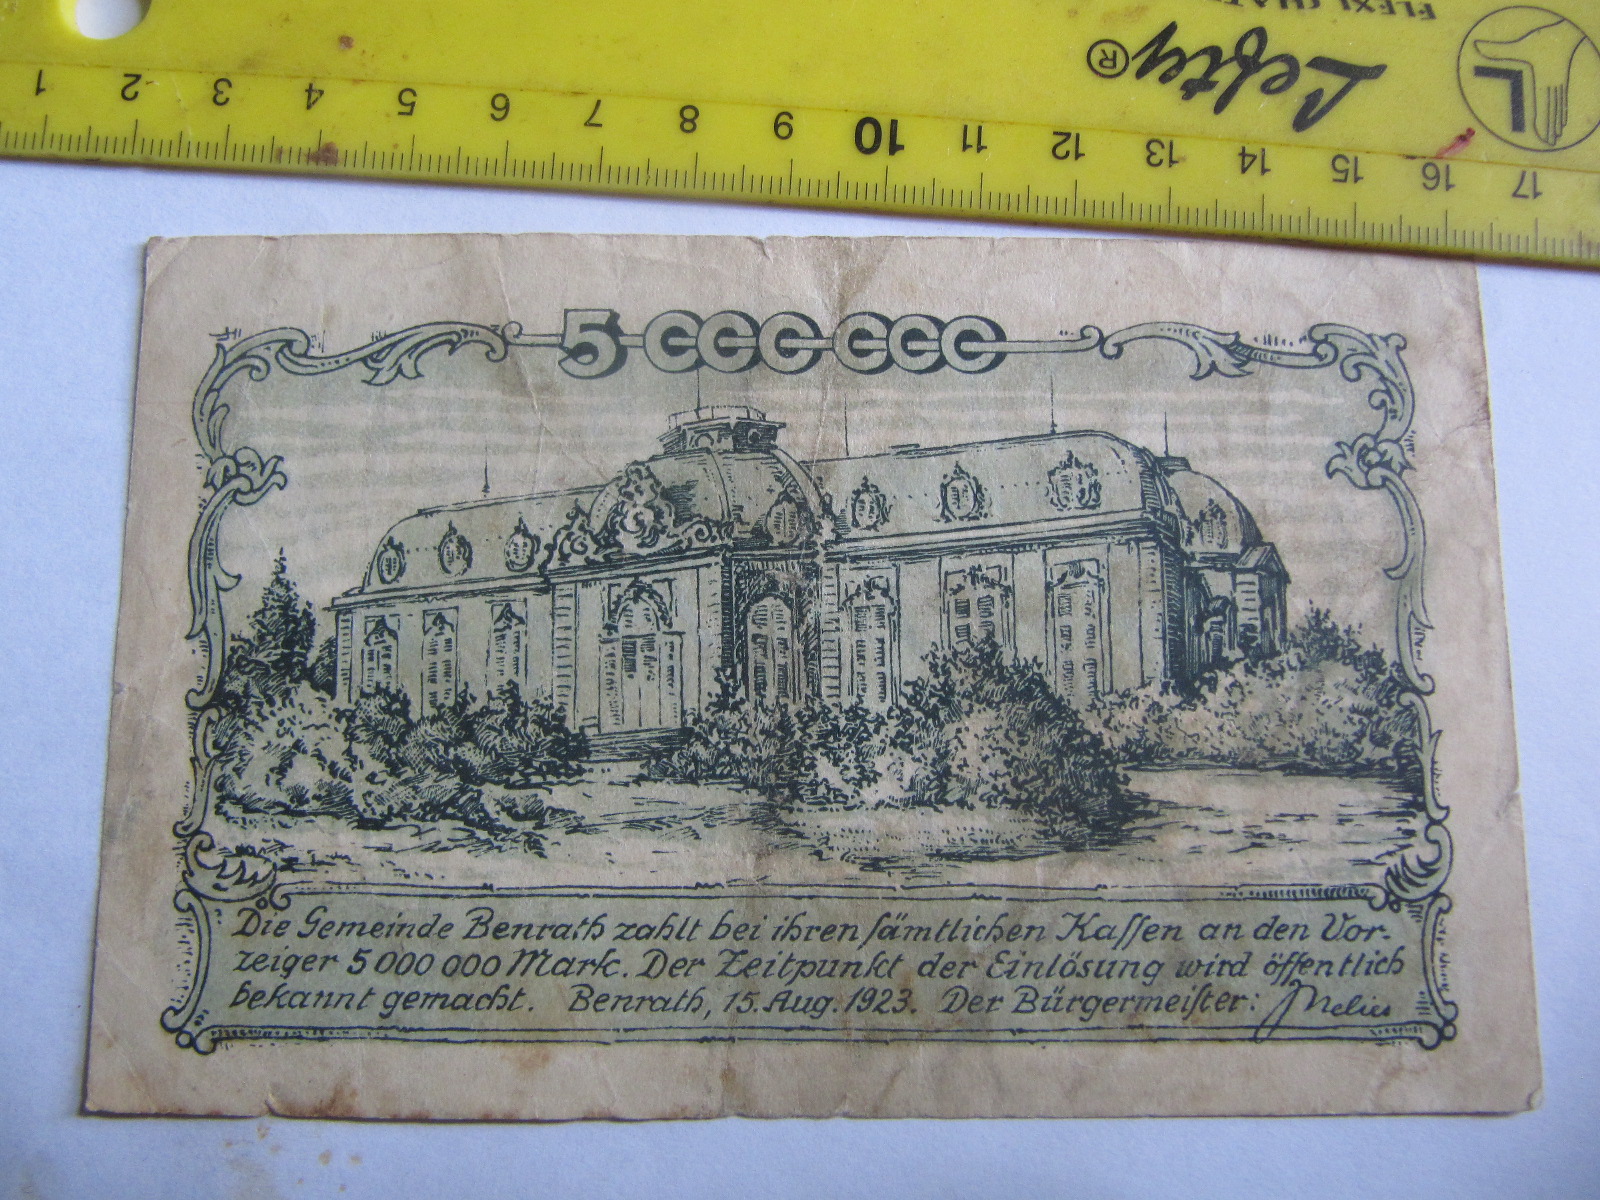 FLEXI
Lefty®
L
1 2 3 4 5 6 7 8 9 10 11 12 13 14 15 16 17
5 000 000
Die Gemeinde Benrath zahlt bei ihren ſämtlichen Kaſſen an den Vor-
zeiger 5 000 000 Mark. Der Zeitpunkt der Einlösung wird öffentlich
bekannt gemacht. Benrath, 15. Aug. 1923. Der Bürgermeiſter: Melies